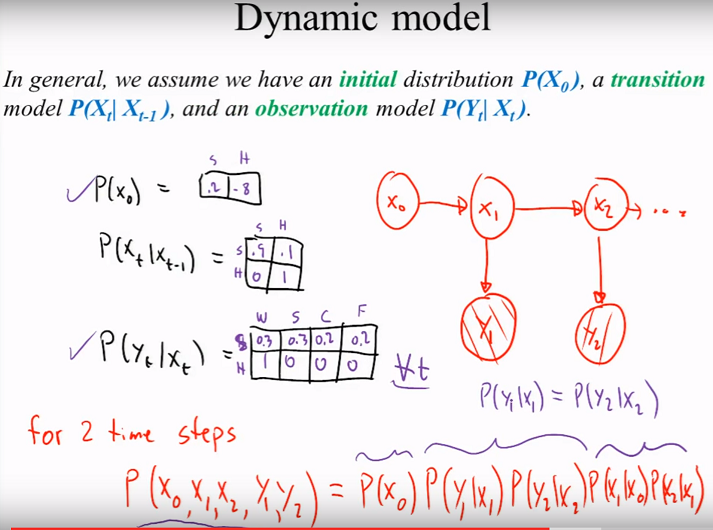 Dynamic model
In general, we assume we have an initial distribution P(X₀), a transition
model P(Xₜ| Xₜ₋₁), and an observation model P(Yₜ| Xₜ).
S H
✓P(x₀) = .2 .8
S H
P(xₜ|xₜ₋₁) = S .9 .1
H 0 1
W S C F
✓P(yₜ|xₜ) = S 0.3 0.3 0.2 0.2
H 1 0 0 0 ∀t
x₀ x₁ x₂ ...
Y₁ Y₂
P(y₁|x₁) = P(y₂|x₂)
for 2 time steps
P(x₀,x₁,x₂,Y₁,Y₂) = P(x₀) P(y₁|x₁) P(y₂|x₂) P(x₁|x₀) P(x₂|x₁)